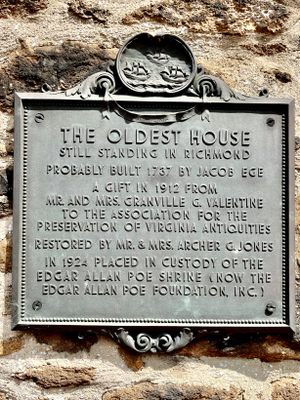 THE OLDEST HOUSE
STILL STANDING IN RICHMOND
PROBABLY BUILT 1737 BY JACOB EGE
A GIFT IN 1912 FROM
MR. AND MRS. GRANVILLE G. VALENTINE
TO THE ASSOCIATION FOR THE
PRESERVATION OF VIRGINIA ANTIQUITIES
RESTORED BY MR. & MRS. ARCHER G. JONES
IN 1924 PLACED IN CUSTODY OF THE
EDGAR ALLAN POE SHRINE (NOW THE
EDGAR ALLAN POE FOUNDATION, INC.)